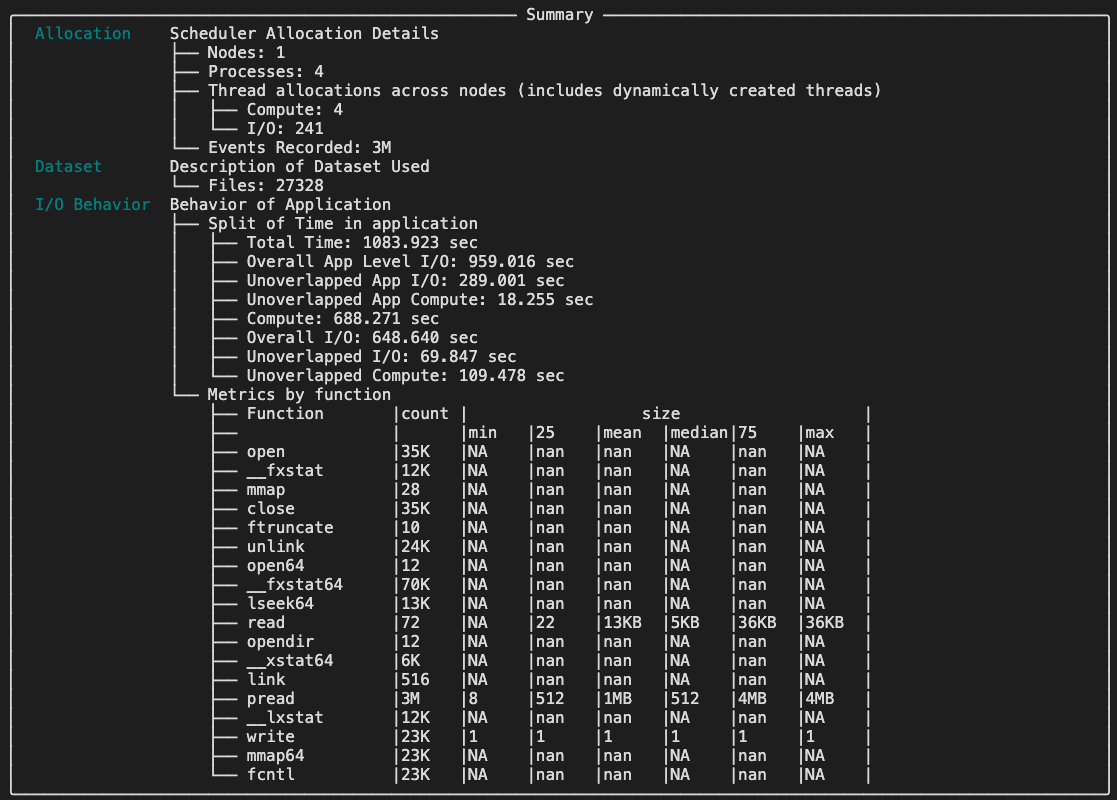 Summary
Allocation Scheduler Allocation Details
├── Nodes: 1
├── Processes: 4
├── Thread allocations across nodes (includes dynamically created threads)
│   ├── Compute: 4
│   └── I/O: 241
└── Events Recorded: 3M
Dataset Description of Dataset Used
└── Files: 27328
I/O Behavior Behavior of Application
├── Split of Time in application
│   ├── Total Time: 1083.923 sec
│   ├── Overall App Level I/O: 959.016 sec
│   ├── Unoverlapped App I/O: 289.001 sec
│   ├── Unoverlapped App Compute: 18.255 sec
│   ├── Compute: 688.271 sec
│   ├── Overall I/O: 648.640 sec
│   ├── Unoverlapped I/O: 69.847 sec
│   └── Unoverlapped Compute: 109.478 sec
└── Metrics by function
├── Function |count | size |
├── | |min |25 |mean |median|75 |max |
├── open |35K |NA |nan |nan |NA |nan |NA |
├── __fxstat |12K |NA |nan |nan |NA |nan |NA |
├── mmap |28 |NA |nan |nan |NA |nan |NA |
├── close |35K |NA |nan |nan |NA |nan |NA |
├── ftruncate |10 |NA |nan |nan |NA |nan |NA |
├── unlink |24K |NA |nan |nan |NA |nan |NA |
├── open64 |12 |NA |nan |nan |NA |nan |NA |
├── __fxstat64 |70K |NA |nan |nan |NA |nan |NA |
├── lseek64 |13K |NA |nan |nan |NA |nan |NA |
├── read |72 |NA |22 |13KB |5KB |36KB |36KB |
├── opendir |12 |NA |nan |nan |NA |nan |NA |
├── __xstat64 |6K |NA |nan |nan |NA |nan |NA |
├── link |516 |NA |nan |nan |NA |nan |NA |
├── pread |3M |8 |512 |1MB |512 |4MB |4MB |
├── __lxstat |12K |NA |nan |nan |NA |nan |NA |
├── write |23K |1 |1 |1 |1 |1 |1 |
├── mmap64 |23K |NA |nan |nan |NA |nan |NA |
└── fcntl |23K |NA |nan |nan |NA |nan |NA |